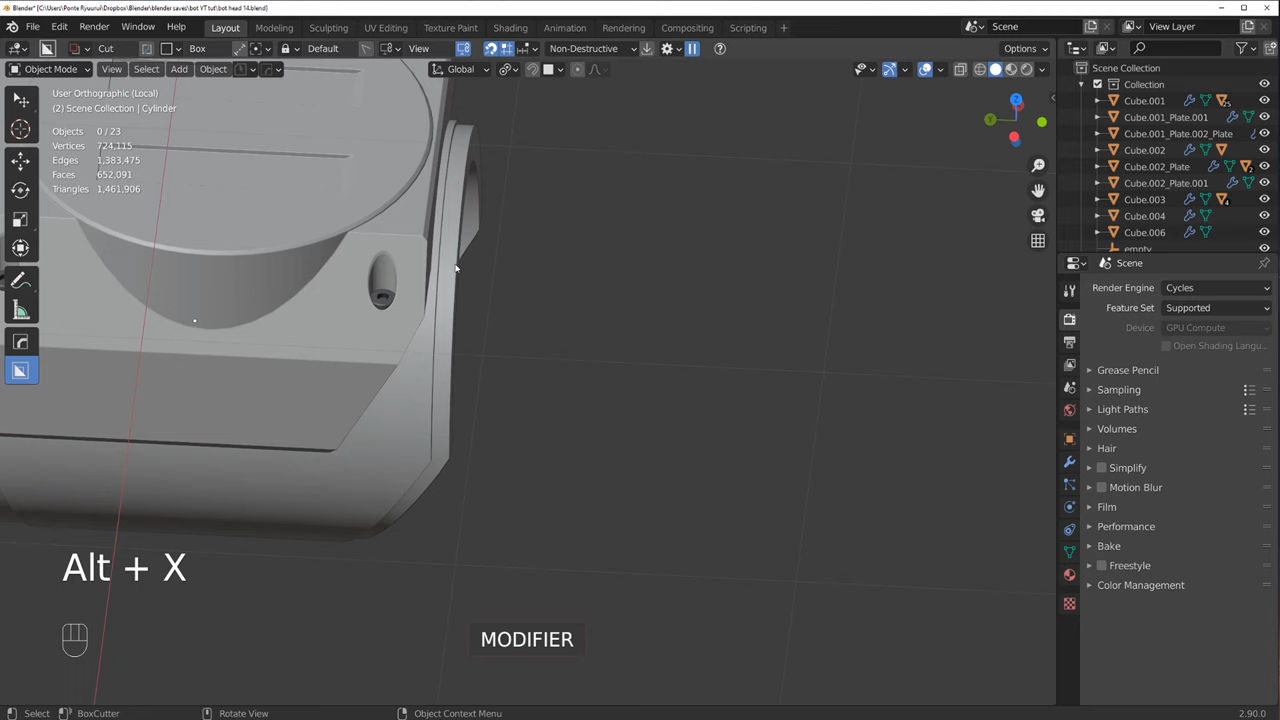 Blender* [C:\Users\Ponte Ryuurui\Dropbox\Blender\blender saves\bot YT tut\bot head 14.blend]
File Edit Render Window Help Layout Modeling Sculpting UV Editing Texture Paint Shading Animation Rendering Compositing Scripting + Scene View Layer
Cut Box Default View Non-Destructive Options
Object Mode View Select Add Object Global
User Orthographic (Local)
(2) Scene Collection | Cylinder
Objects 0 / 23
Vertices 724,115
Edges 1,383,475
Faces 652,091
Triangles 1,461,906
Z
Y
Scene Collection
Collection
Cube.001 25
Cube.001_Plate.001
Cube.001_Plate.002_Plate
Cube.002
Cube.002_Plate 2
Cube.002_Plate.001
Cube.003 4
Cube.004
Cube.006
empty
Scene
Render Engine Cycles
Feature Set Supported
Device GPU Compute
Open Shading Langu...
Grease Pencil
Sampling
Light Paths
Volumes
Hair
Simplify
Motion Blur
Film
Performance
Bake
Freestyle
Color Management
Alt + X
MODIFIER
Select BoxCutter Rotate View Object Context Menu 2.90.0